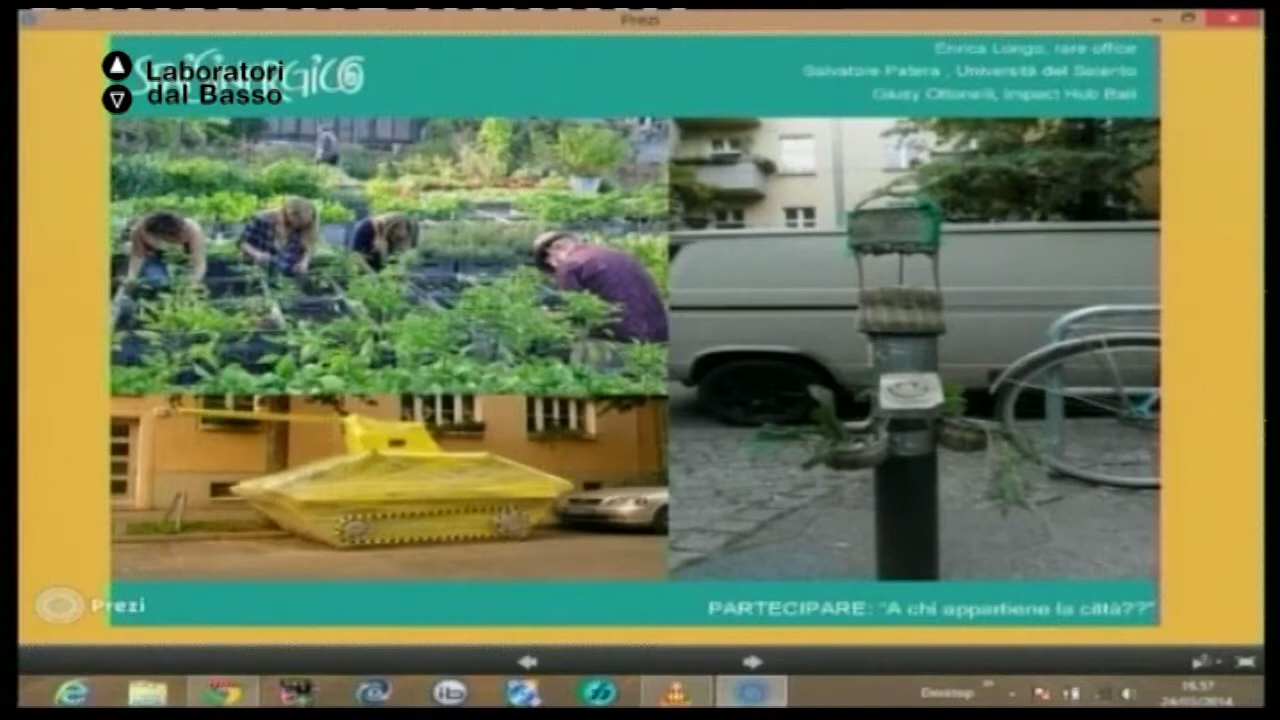 Prezi
Laboratori
dal Basso
Enrica Longo, rare office
Salvatore Patera , Università del Salento
Giusy Ottonelli, Impact Hub Bari
Prezi
PARTECIPARE: "A chi appartiene la città??"
Desktop